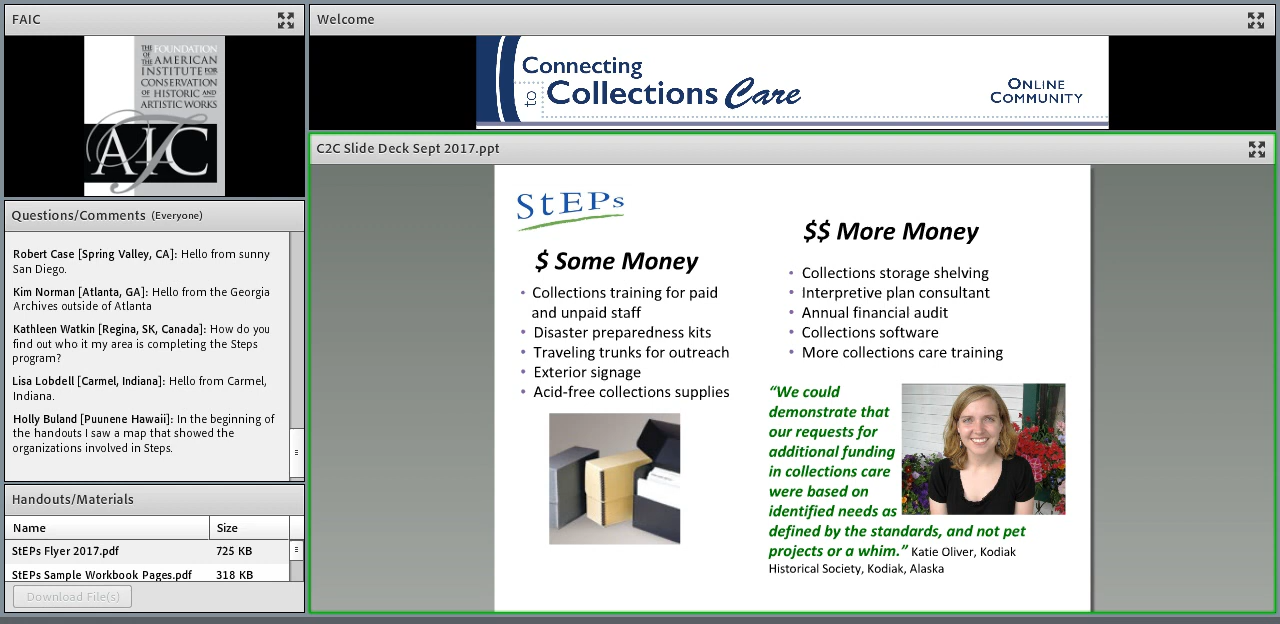 FAIC
THE FOUNDATION
OF THE AMERICAN
INSTITUTE FOR
CONSERVATION
OF HISTORIC AND
ARTISTIC WORKS
AIC
Questions/Comments (Everyone)
Robert Case [Spring Valley, CA]: Hello from sunny
San Diego.
Kim Norman [Atlanta, GA]: Hello from the Georgia
Archives outside of Atlanta
Kathleen Watkin [Regina, SK, Canada]: How do you
find out who it my area is completing the Steps
program?
Lisa Lobdell [Carmel, Indiana]: Hello from Carmel,
Indiana.
Holly Buland [Puunene Hawaii]: In the beginning of
the handouts I saw a map that showed the
organizations involved in Steps.
Handouts/Materials
Name Size
StEPs Flyer 2017.pdf 725 KB
StEPs Sample Workbook Pages.pdf 318 KB
Download File(s)
Welcome
Connecting
to Collections Care
ONLINE
COMMUNITY
C2C Slide Deck Sept 2017.ppt
StEPs
$ Some Money
• Collections training for paid
and unpaid staff
• Disaster preparedness kits
• Traveling trunks for outreach
• Exterior signage
• Acid-free collections supplies
$$ More Money
• Collections storage shelving
• Interpretive plan consultant
• Annual financial audit
• Collections software
• More collections care training
“We could
demonstrate that
our requests for
additional funding
in collections care
were based on
identified needs as
defined by the standards, and not pet
projects or a whim.” Katie Oliver, Kodiak
Historical Society, Kodiak, Alaska